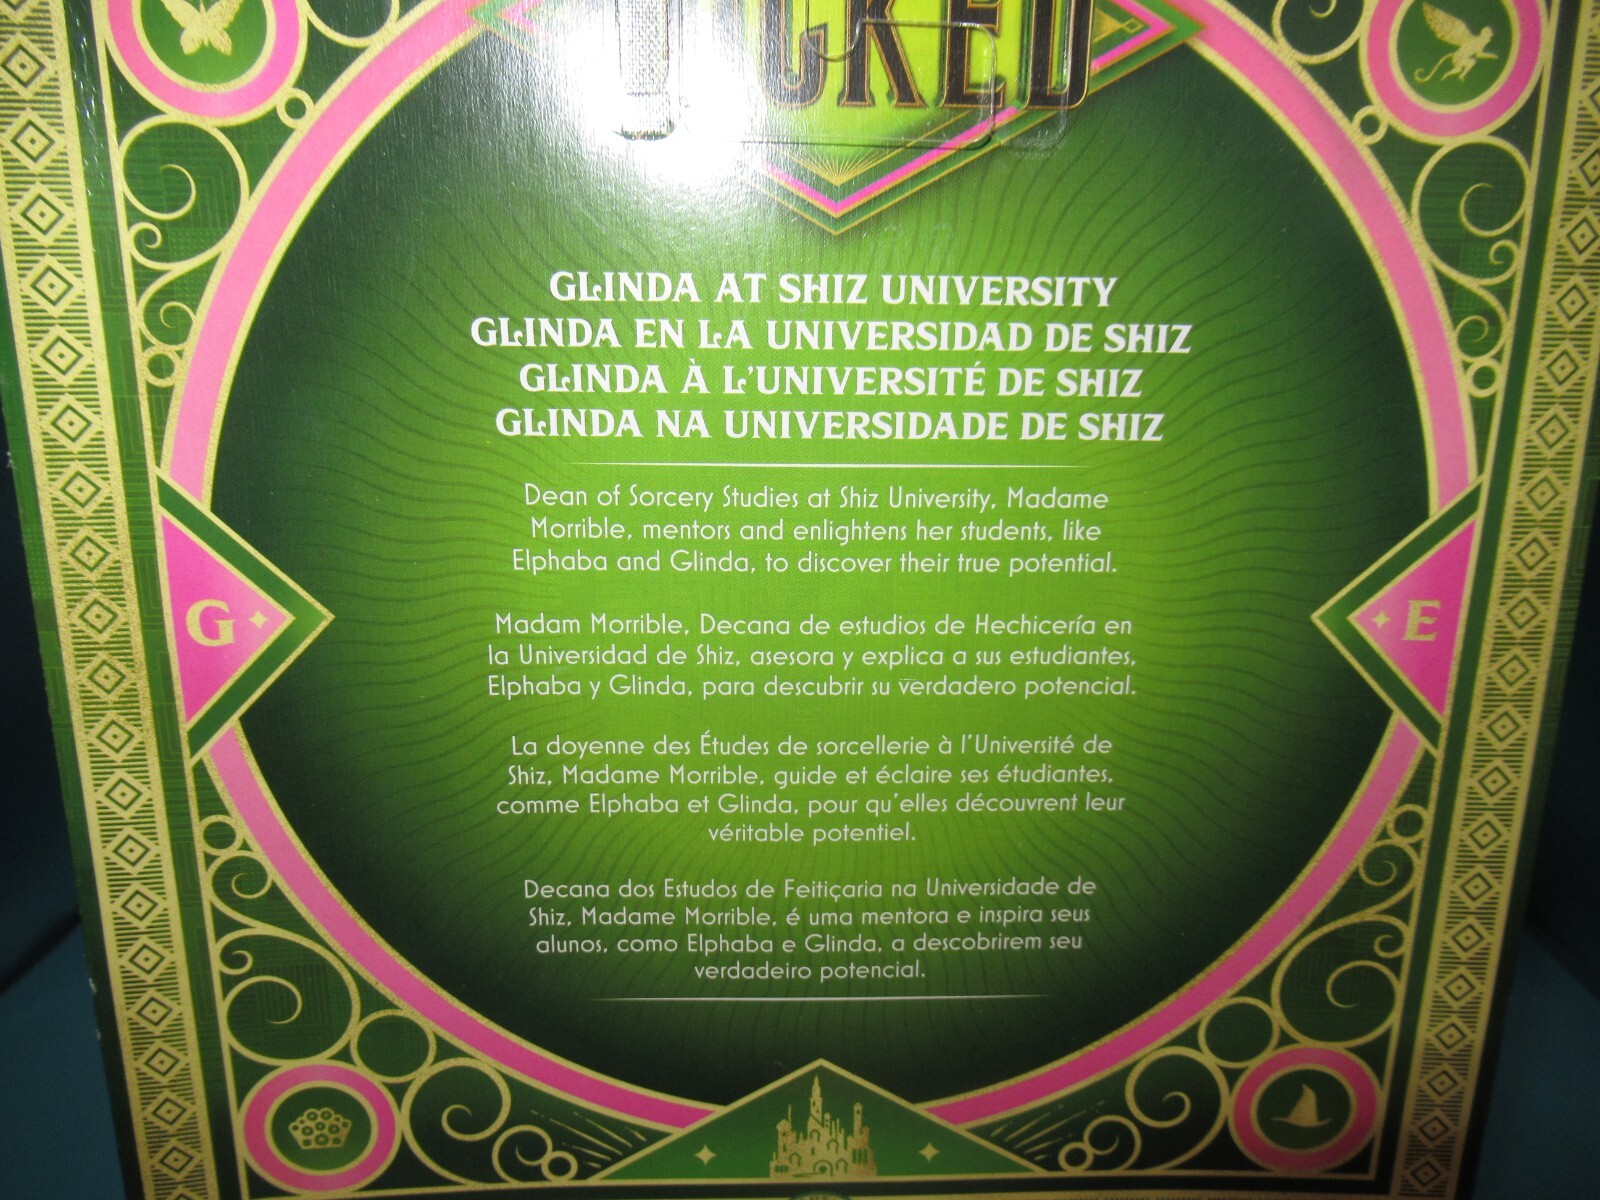 GLINDA AT SHIZ UNIVERSITY
GLINDA EN LA UNIVERSIDAD DE SHIZ
GLINDA À L'UNIVERSITÉ DE SHIZ
GLINDA NA UNIVERSIDADE DE SHIZ
Dean of Sorcery Studies at Shiz University, Madame
Morrible, mentors and enlightens her students, like
Elphaba and Glinda, to discover their true potential.
Madam Morrible, Decana de estudios de Hechicería en
la Universidad de Shiz, asesora y explica a sus estudiantes,
Elphaba y Glinda, para descubrir su verdadero potencial.
G
E
La doyenne des Études de sorcellerie à l'Université de
Shiz, Madame Morrible, guide et éclaire ses étudiantes,
comme Elphaba et Glinda, pour qu'elles découvrent leur
véritable potentiel.
Decana dos Estudos de Feitiçaria na Universidade de
Shiz, Madame Morrible, é uma mentora e inspira seus
alunos, como Elphaba e Glinda, a descobrirem seu
verdadeiro potencial.